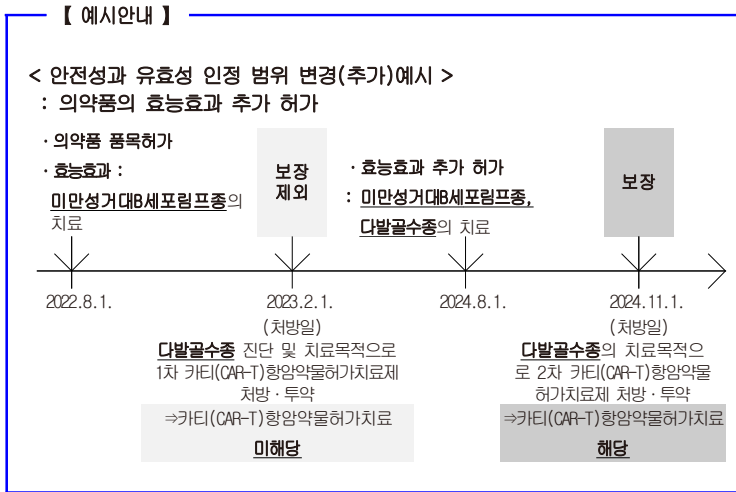 【 예시안내 】
< 안전성과 유효성 인정 범위 변경(추가)예시 >
: 의약품의 효능효과 추가 허가
· 의약품 품목허가
· 효능효과 :
미만성거대B세포림프종의
치료
보장
제외
· 효능효과 추가 허가
: 미만성거대B세포림프종,
다발골수종의 치료
보장
2022.8.1.
2023.2.1.
(처방일)
다발골수종 진단 및 치료목적으로
1차 카티(CAR-T)항암약물허가치료제
처방·투약
⇒카티(CAR-T)항암약물허가치료
미해당
2024.8.1.
2024.11.1.
(처방일)
다발골수종의 치료목적으
로 2차 카티(CAR-T)항암약물
허가치료제 처방·투약
⇒카티(CAR-T)항암약물허가치료
해당